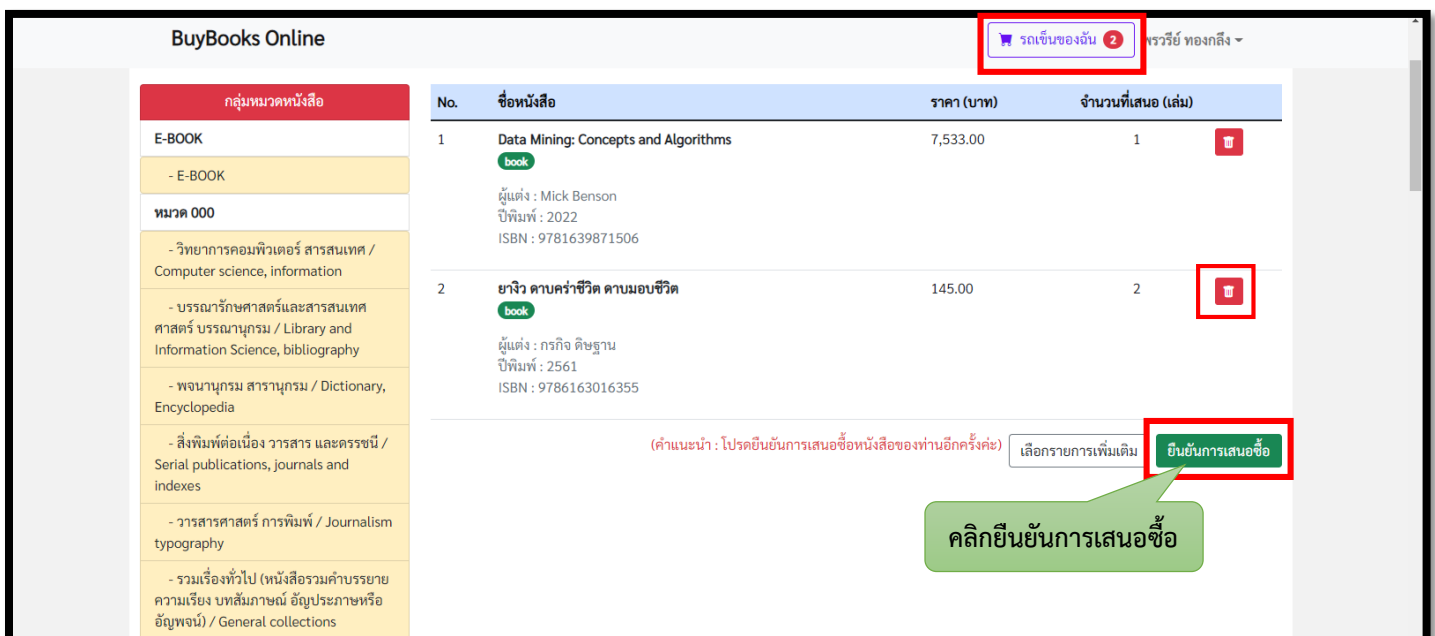 BuyBooks Online
รถเข็นของฉัน 2
พรวรีย์ ทองกลึง
กลุ่มหมวดหนังสือ
E-BOOK
- E-BOOK
หมวด 000
- วิทยาการคอมพิวเตอร์ สารสนเทศ /
Computer science, information
- บรรณารักษศาสตร์และสารสนเทศ
ศาสตร์ บรรณานุกรม / Library and
Information Science, bibliography
- พจนานุกรม สารานุกรม / Dictionary,
Encyclopedia
- สิ่งพิมพ์ต่อเนื่อง วารสาร และดรรชนี /
Serial publications, journals and
indexes
- วารสารศาสตร์ การพิมพ์ / Journalism
typography
- รวมเรื่องทั่วไป (หนังสือรวมคำบรรยาย
ความเรียง บทสัมภาษณ์ อัญประภาษหรือ
อัญพจน์) / General collections
No. ชื่อหนังสือ ราคา (บาท) จำนวนที่เสนอ (เล่ม)
1 Data Mining: Concepts and Algorithms 7,533.00 1
book
ผู้แต่ง : Mick Benson
ปีพิมพ์ : 2022
ISBN : 9781639871506
2 ยางิว ดาบคร่าชีวิต ดาบมอบชีวิต 145.00 2
book
ผู้แต่ง : กรกิจ ดิษฐาน
ปีพิมพ์ : 2561
ISBN : 9786163016355
(คำแนะนำ : โปรดยืนยันการเสนอซื้อหนังสือของท่านอีกครั้งค่ะ) เลือกรายการเพิ่มเติม ยืนยันการเสนอซื้อ
คลิกยืนยันการเสนอซื้อ